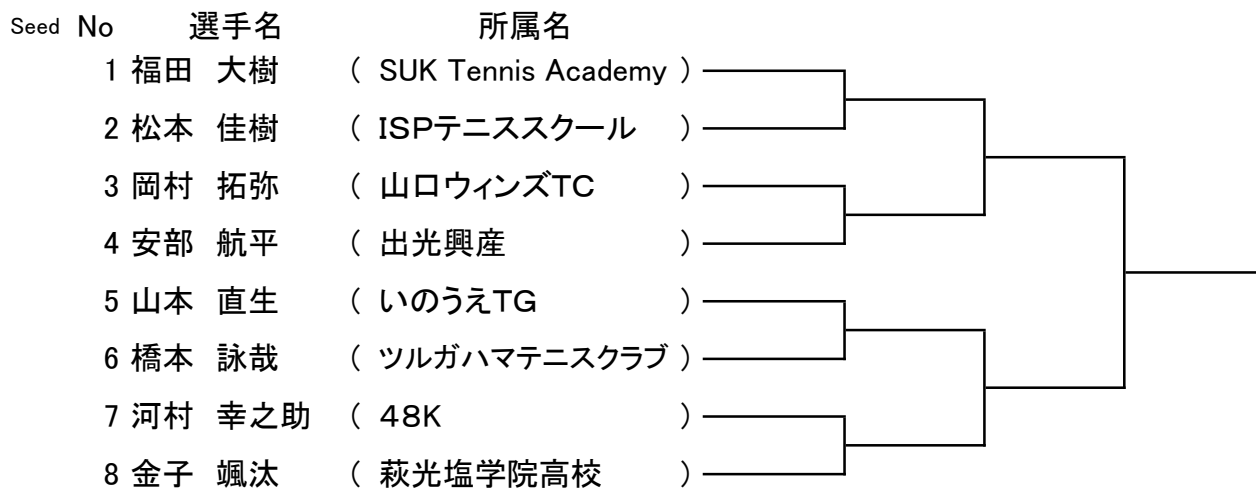 Seed No 選手名 所属名
1 福田 大樹 ( SUK Tennis Academy )
2 松本 佳樹 ( ISPテニススクール )
3 岡村 拓弥 ( 山口ウィンズTC )
4 安部 航平 ( 出光興産 )
5 山本 直生 ( いのうえTG )
6 橋本 詠哉 ( ツルガハマテニスクラブ )
7 河村 幸之助 ( 48K )
8 金子 颯汰 ( 萩光塩学院高校 )